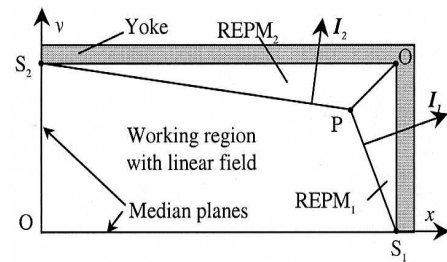 v
Yoke
REPM₂
I₂
S₂
O
P
I₁
Working region
with linear field
REPM₁
O
Median planes
x
S₁